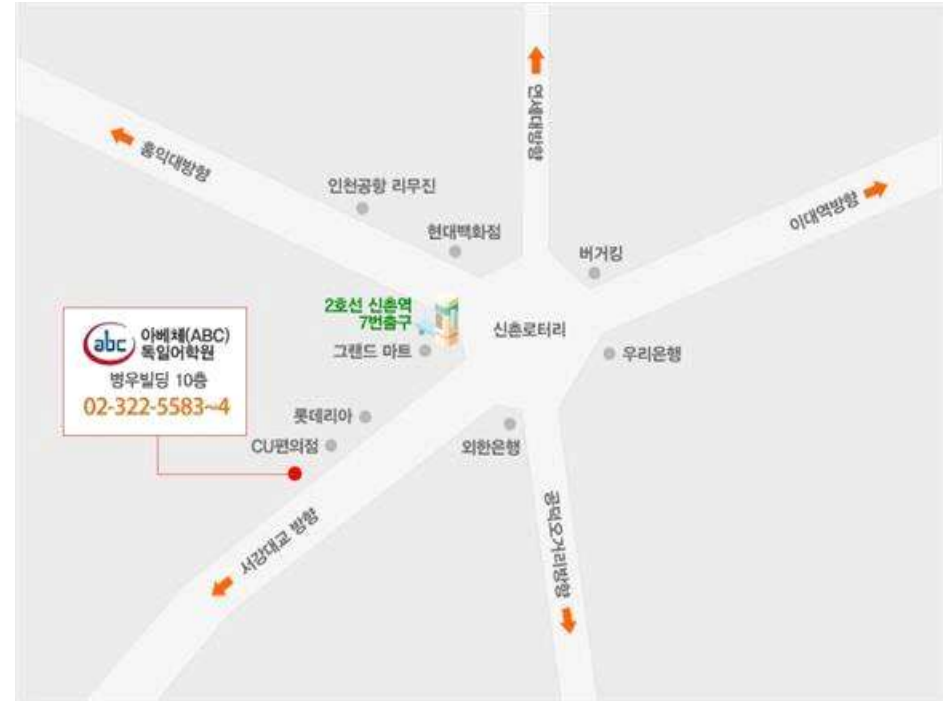 연세대방향
홍익대방향
인천공항 리무진
이대역방향
현대백화점
버거킹
2호선 신촌역
7번출구
신촌로터리
abc
아베체(ABC)
독일어학원
병우빌딩 10층
02-322-5583~4
그랜드 마트
우리은행
롯데리아
CU편의점
외한은행
서강대교 방향
공덕오거리방향